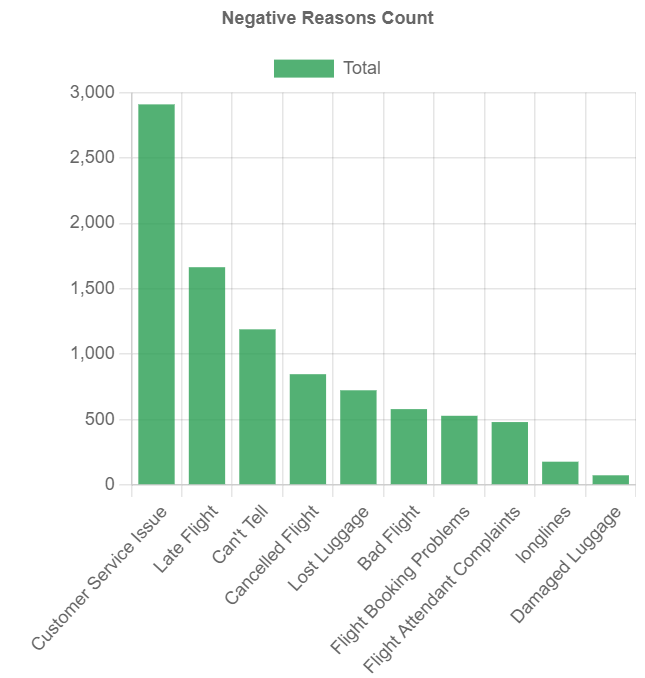 Negative Reasons Count
Total
3,000
2,500
2,000
1,500
1,000
500
0
Customer Service Issue
Late Flight
Can't Tell
Cancelled Flight
Lost Luggage
Bad Flight
Flight Booking Problems
Flight Attendant Complaints
longlines
Damaged Luggage